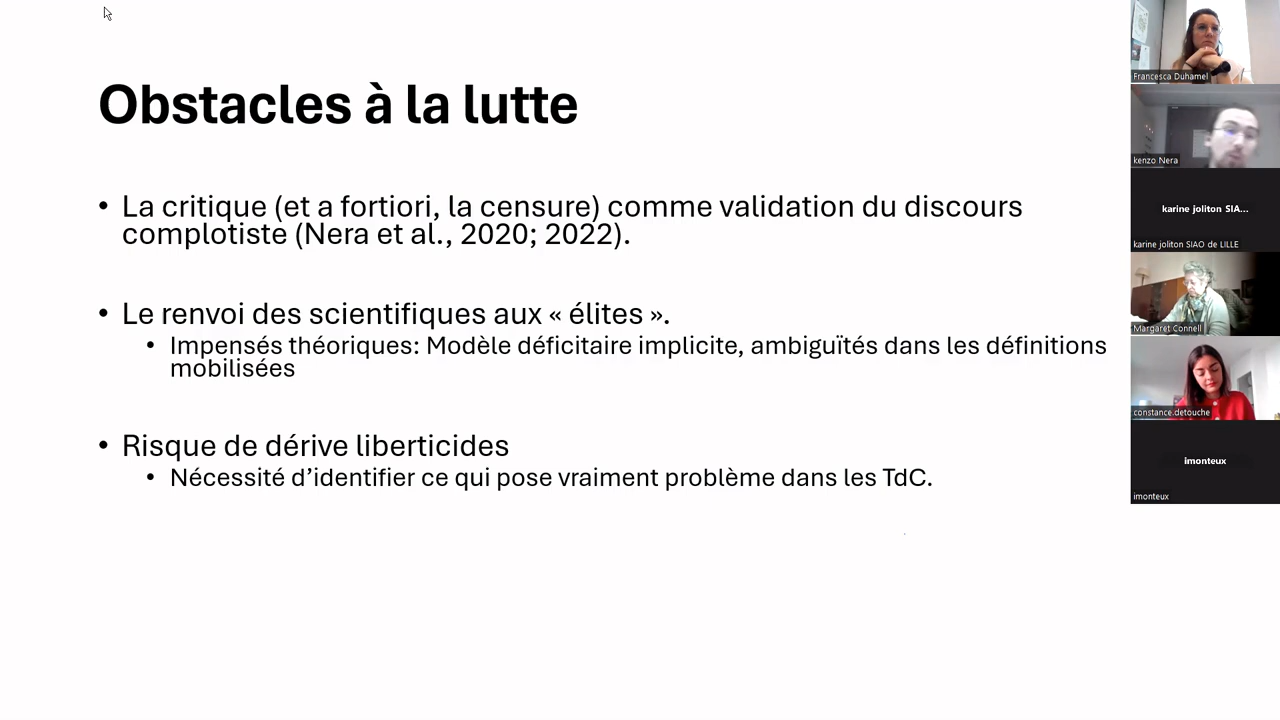 Obstacles à la lutte
• La critique (et a fortiori, la censure) comme validation du discours
complotiste (Nera et al., 2020; 2022).
• Le renvoi des scientifiques aux « élites ».
• Impensés théoriques: Modèle déficitaire implicite, ambiguïtés dans les définitions
mobilisées
• Risque de dérive liberticides
• Nécessité d’identifier ce qui pose vraiment problème dans les TdC.
Francesca Duhamel
kenzo Nera
karine joliton SIA...
karine joliton SIAO de LILLE
Margaret Connell
constance.detouche
imonteux
imonteux